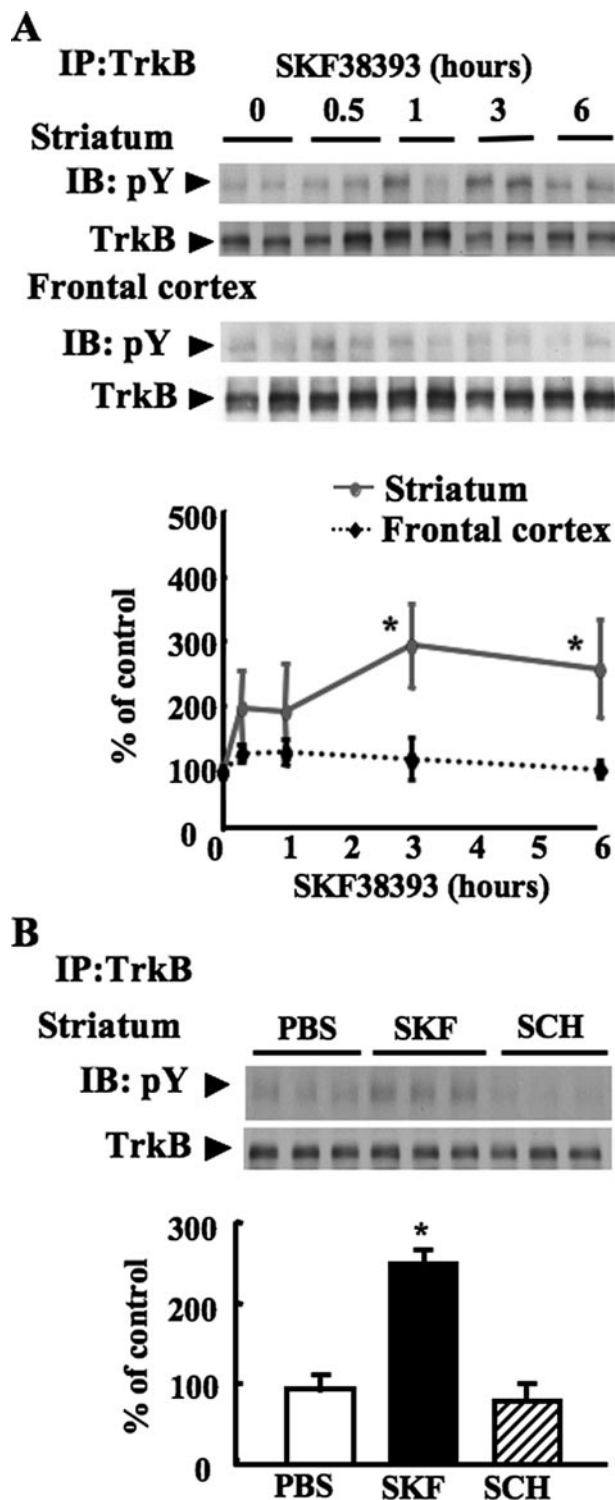 A
IP:TrkB SKF38393 (hours)
0 0.5 1 3 6
Striatum
IB: pY
TrkB
Frontal cortex
IB: pY
TrkB
Striatum
Frontal cortex
500
400
300
200
100
0
% of control
* *
0 1 2 3 4 5 6
SKF38393 (hours)
B
IP:TrkB
Striatum PBS SKF SCH
IB: pY
TrkB
300
200
100
0
% of control
*
PBS SKF SCH